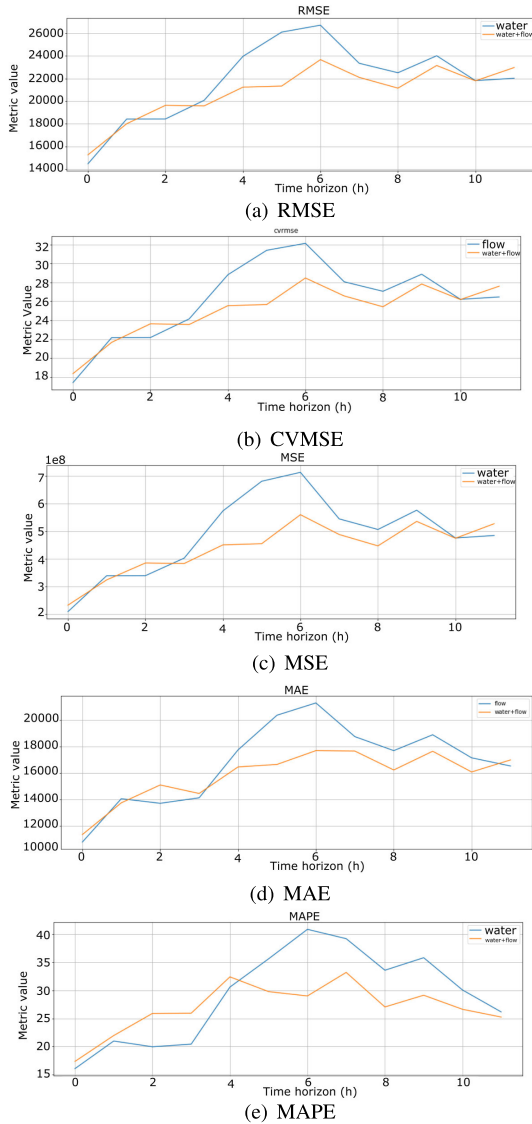 RMSE
water
water+flow
26000
24000
22000
20000
18000
16000
14000
Metric value
0 2 4 6 8 10
Time horizon (h)
(a) RMSE
cvrmse
flow
water+flow
32
30
28
26
24
22
20
18
Metric Value
0 2 4 6 8 10
Time horizon (h)
(b) CVMSE
MSE
1e8
water
water+flow
7
6
5
4
3
2
Metric value
0 2 4 6 8 10
Time horizon (h)
(c) MSE
MAE
flow
water+flow
20000
18000
16000
14000
12000
10000
Metric value
0 2 4 6 8 10
Time horizon (h)
(d) MAE
MAPE
water
water+flow
40
35
30
25
20
15
Metric value
0 2 4 6 8 10
Time horizon (h)
(e) MAPE